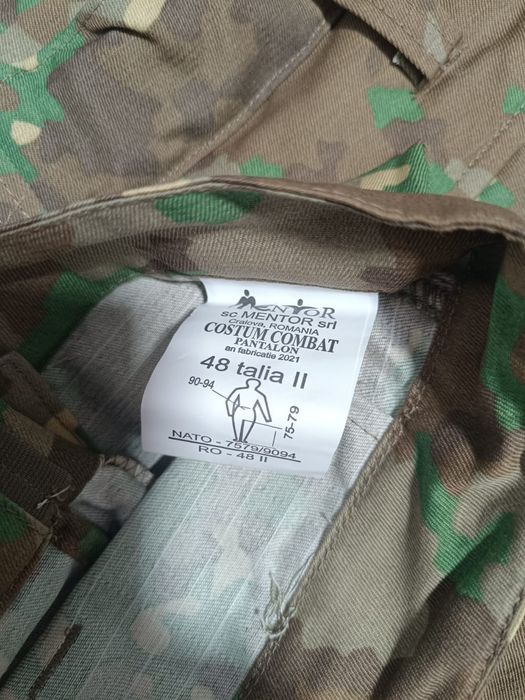 MENTOR
sc MENTOR srl
Craiova, ROMANIA
COSTUM COMBAT
PANTALON
an fabricatie 2021
48 talia II
90-94
75-79
NATO - 7579/9094
RO - 48 II